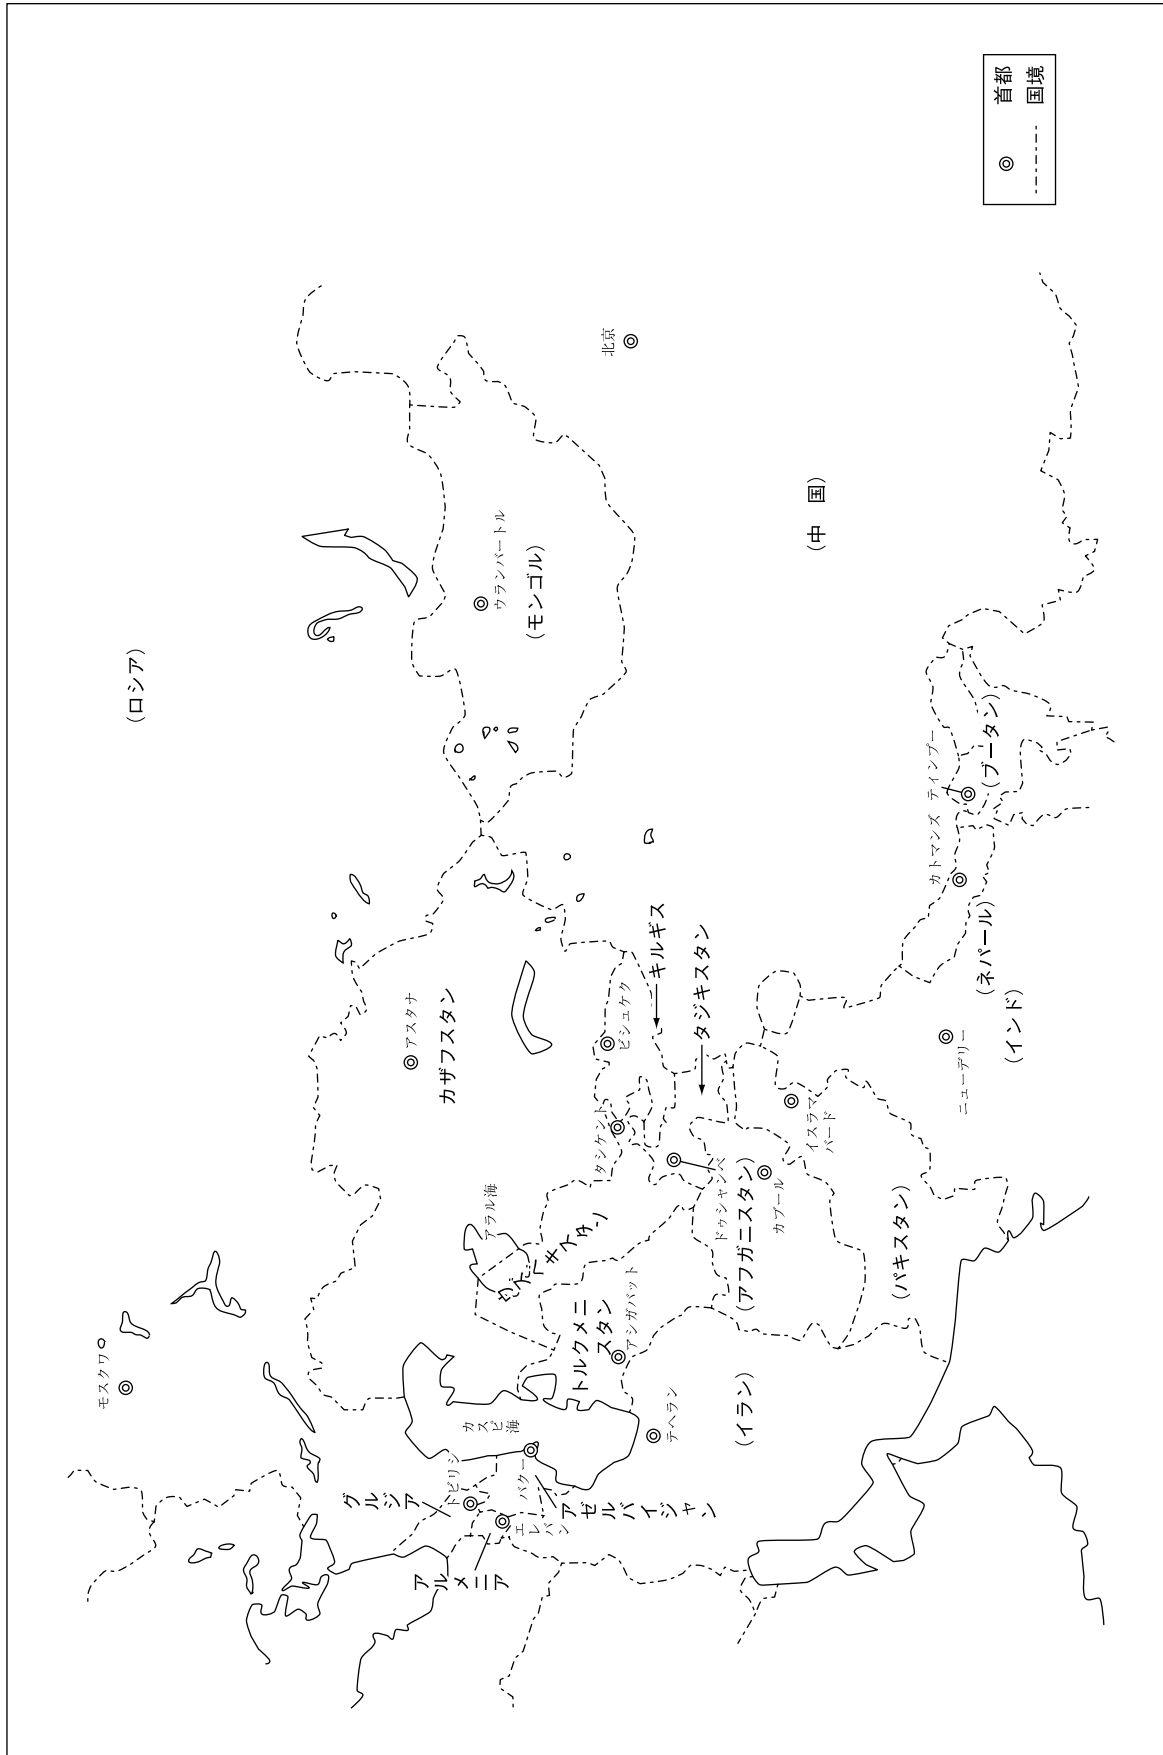 首都
国境
(ロシア)
モスクワ
アスタナ
カザフスタン
ウランバートル
(モンゴル)
北京
(中 国)
アラル海
ウズベキスタン
タシケント
ビシュケク
キルギス
タジキスタン
ドゥシャンベ
トルクメニ
スタン
アシガバット
カスピ海
グルジア
トビリシ
アルメニア
エレバン
バクー
アゼルバイジャン
テヘラン
(イラン)
(アフガニスタン)
カブール
イスラマ
バード
(パキスタン)
ニューデリー
(インド)
カトマンズ
(ネパール)
ティンプー
(ブータン)